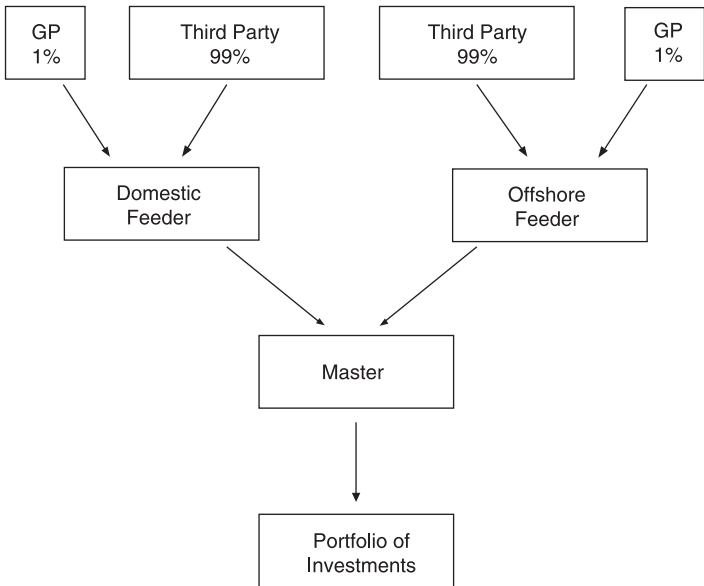 GP
1%
Third Party
99%
Third Party
99%
GP
1%
Domestic
Feeder
Offshore
Feeder
Master
Portfolio of
Investments